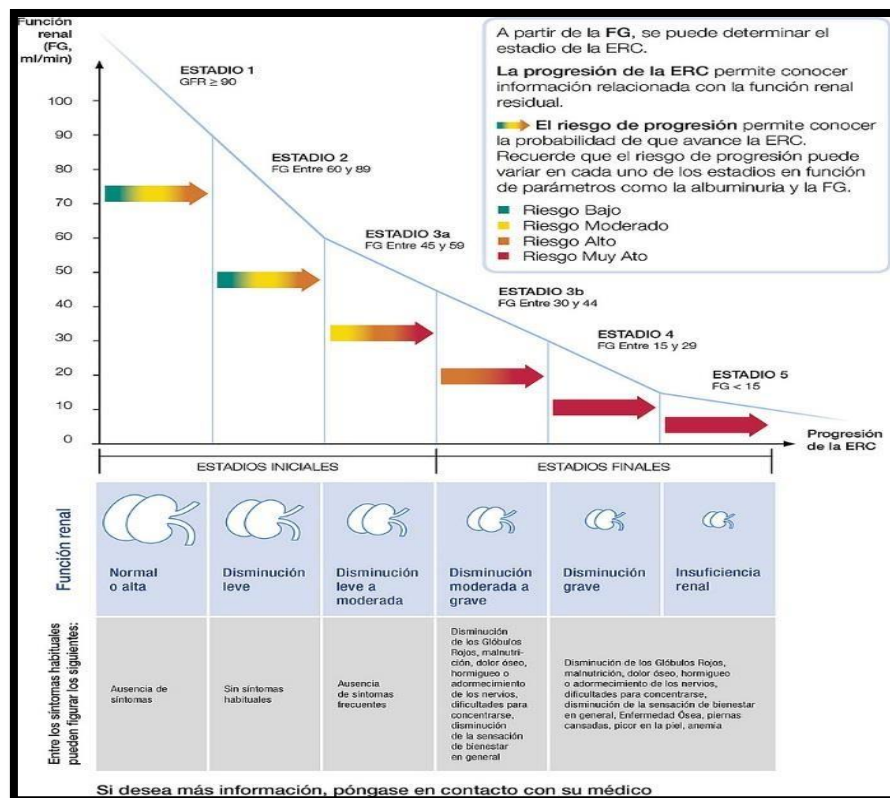 Función
renal
(FG,
ml/min)
100
90
80
70
60
50
40
30
20
10
0
ESTADIO 1
GFR ≥ 90
ESTADIO 2
FG Entre 60 y 89
ESTADIO 3a
FG Entre 45 y 59
ESTADIO 3b
FG Entre 30 y 44
ESTADIO 4
FG Entre 15 y 29
ESTADIO 5
FG < 15
A partir de la FG, se puede determinar el
estadio de la ERC.
La progresión de la ERC permite conocer
información relacionada con la función renal
residual.
El riesgo de progresión permite conocer
la probabilidad de que avance la ERC.
Recuerde que el riesgo de progresión puede
variar en cada uno de los estadios en función
de parámetros como la albuminuria y la FG.
Riesgo Bajo
Riesgo Moderado
Riesgo Alto
Riesgo Muy Ato
Progresión
de la ERC
ESTADIOS INICIALES
ESTADIOS FINALES
Función renal
Normal
o alta
Disminución
leve
Disminución
leve a
moderada
Disminución
moderada a
grave
Disminución
grave
Insuficiencia
renal
Entre los síntomas habituales
pueden figurar los siguientes:
Ausencia de
síntomas
Sin síntomas
habituales
Ausencia
de síntomas
frecuentes
Disminución
de los Glóbulos
Rojos, malnutri-
ción, dolor óseo,
hormigueo o
adormecimiento
de los nervios,
dificultades para
concentrarse,
disminución
de la sensación
de bienestar
en general
Disminución de los Glóbulos Rojos,
malnutrición, dolor óseo, hormigueo
o adormecimiento de los nervios,
dificultades para concentrarse,
disminución de la sensación de bienestar
en general, Enfermedad Ósea, piernas
cansadas, picor en la piel, anemia
Si desea más información, póngase en contacto con su médico